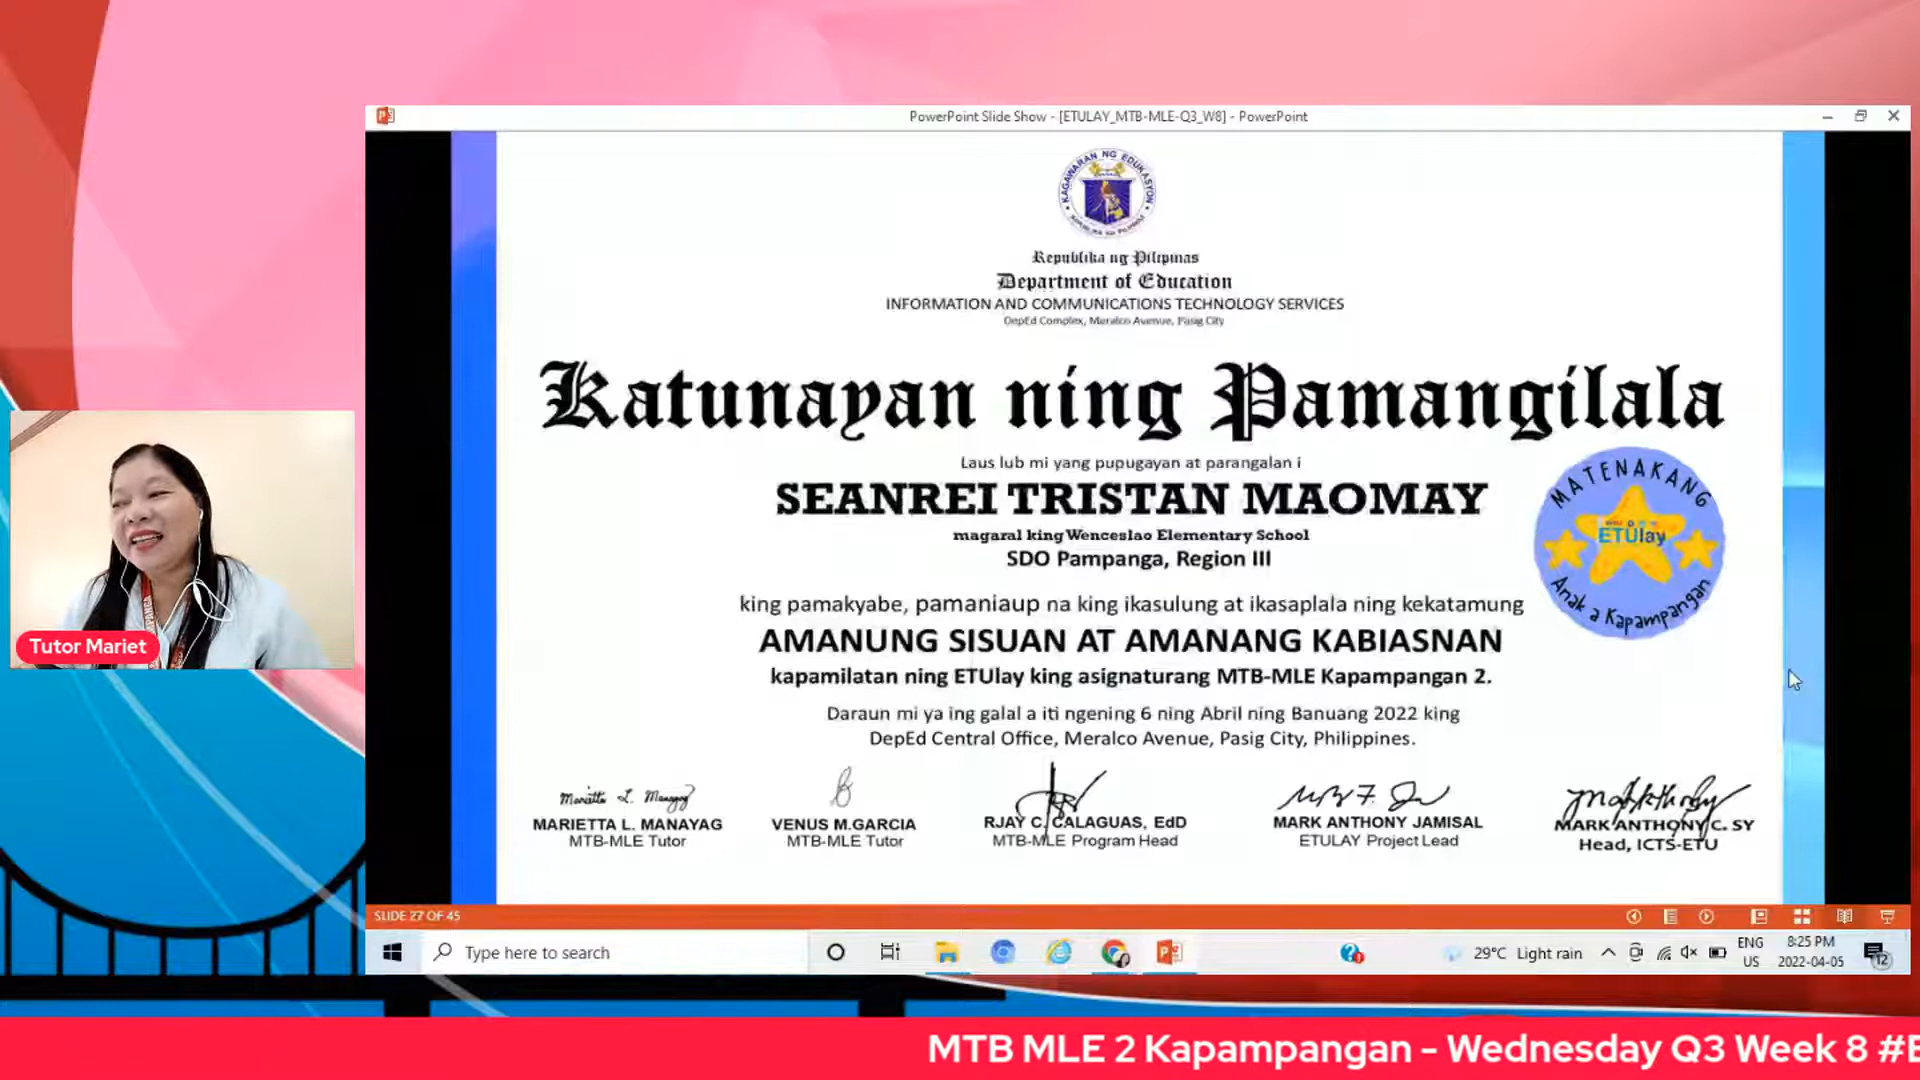 PowerPoint Slide Show - [ETULAY_MTB-MLE-Q3_W8] - PowerPoint
KAGAWARAN NG EDUKASYON
Republika ng Pilipinas
Department of Education
INFORMATION AND COMMUNICATIONS TECHNOLOGY SERVICES
DepEd Complex, Meralco Avenue, Pasig City
Katunayan ning Pamangilala
Laus lub mi yang pupugayan at parangalan i
SEANREI TRISTAN MAOMAY
magaral king Wenceslao Elementary School
SDO Pampanga, Region III
MATENAKANG
ETUlay
Anak a Kapampangan
king pamakyabe, pamaniaup na king ikasulung at ikasaplala ning kekatamung
AMANUNG SISUAN AT AMANANG KABIASNAN
kapamilatan ning ETUlay king asignaturang MTB-MLE Kapampangan 2.
Daraun mi ya ing galal a iti ngening 6 ning Abril ning Banuang 2022 king
DepEd Central Office, Meralco Avenue, Pasig City, Philippines.
MARIETTA L. MANAYAG
MTB-MLE Tutor
VENUS M.GARCIA
MTB-MLE Tutor
RJAY C. CALAGUAS, EdD
MTB-MLE Program Head
MARK ANTHONY JAMISAL
ETULAY Project Lead
MARK ANTHONY C. SY
Head, ICTS-ETU
Tutor Mariet
SLIDE 27 OF 45
Type here to search
29°C Light rain
ENG
US
8:25 PM
2022-04-05
12
MTB MLE 2 Kapampangan - Wednesday Q3 Week 8 #E